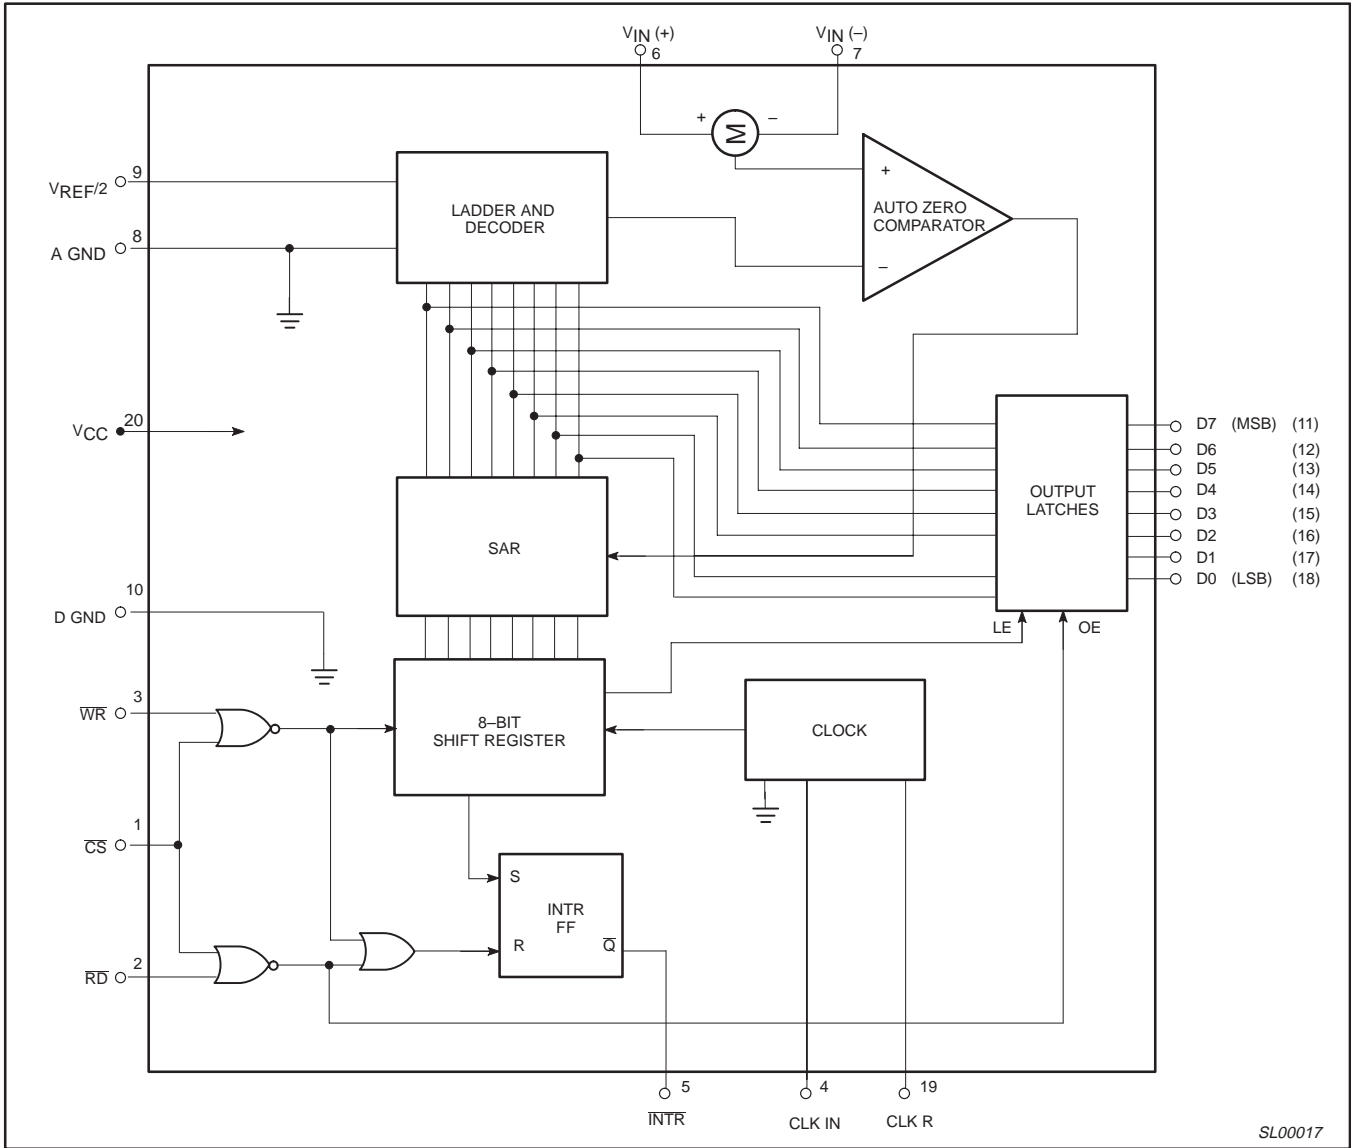 VIN (+)
6
VIN (–)
7
+
–
M
+
AUTO ZERO
COMPARATOR
–
9
VREF/2
8
A GND
LADDER AND
DECODER
20
VCC
SAR
OUTPUT
LATCHES
D7 (MSB) (11)
D6 (12)
D5 (13)
D4 (14)
D3 (15)
D2 (16)
D1 (17)
D0 (LSB) (18)
LE
OE
10
D GND
3
WR
8–BIT
SHIFT REGISTER
CLOCK
1
CS
S
INTR
FF
R
Q
2
RD
5
INTR
4
CLK IN
19
CLK R
SL00017